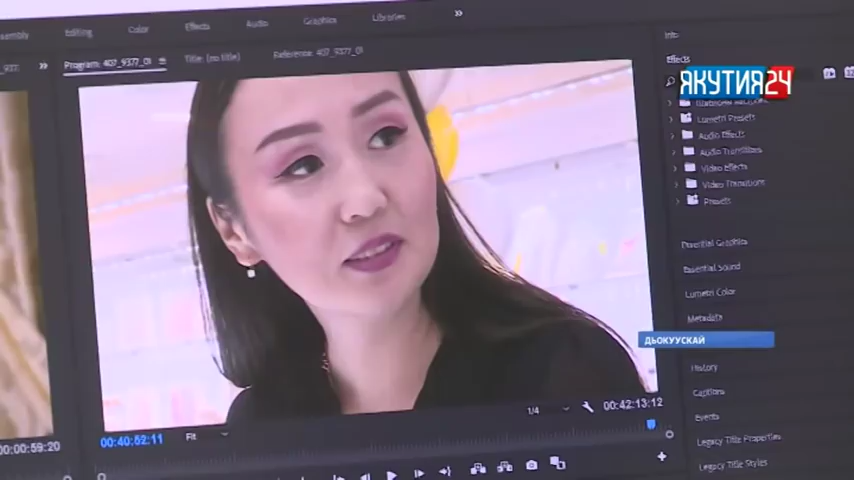 Editing Color Effects Audio Graphics Libraries »
Program: 407_9377_01 Title: (no title) Reference: 407_9377_01
Info
Effects
ЯКУТИЯ24
Lumetri Presets
Audio Effects
Audio Transitions
Video Effects
Video Transitions
Presets
Essential Graphics
Essential Sound
Lumetri Color
Metadata
ДЬОКУУСКАЙ
History
Captions
Events
Legacy Title Properties
Legacy Title Styles
00:00:59:20
00:40:52:11 Fit 1/4 00:42:13:12